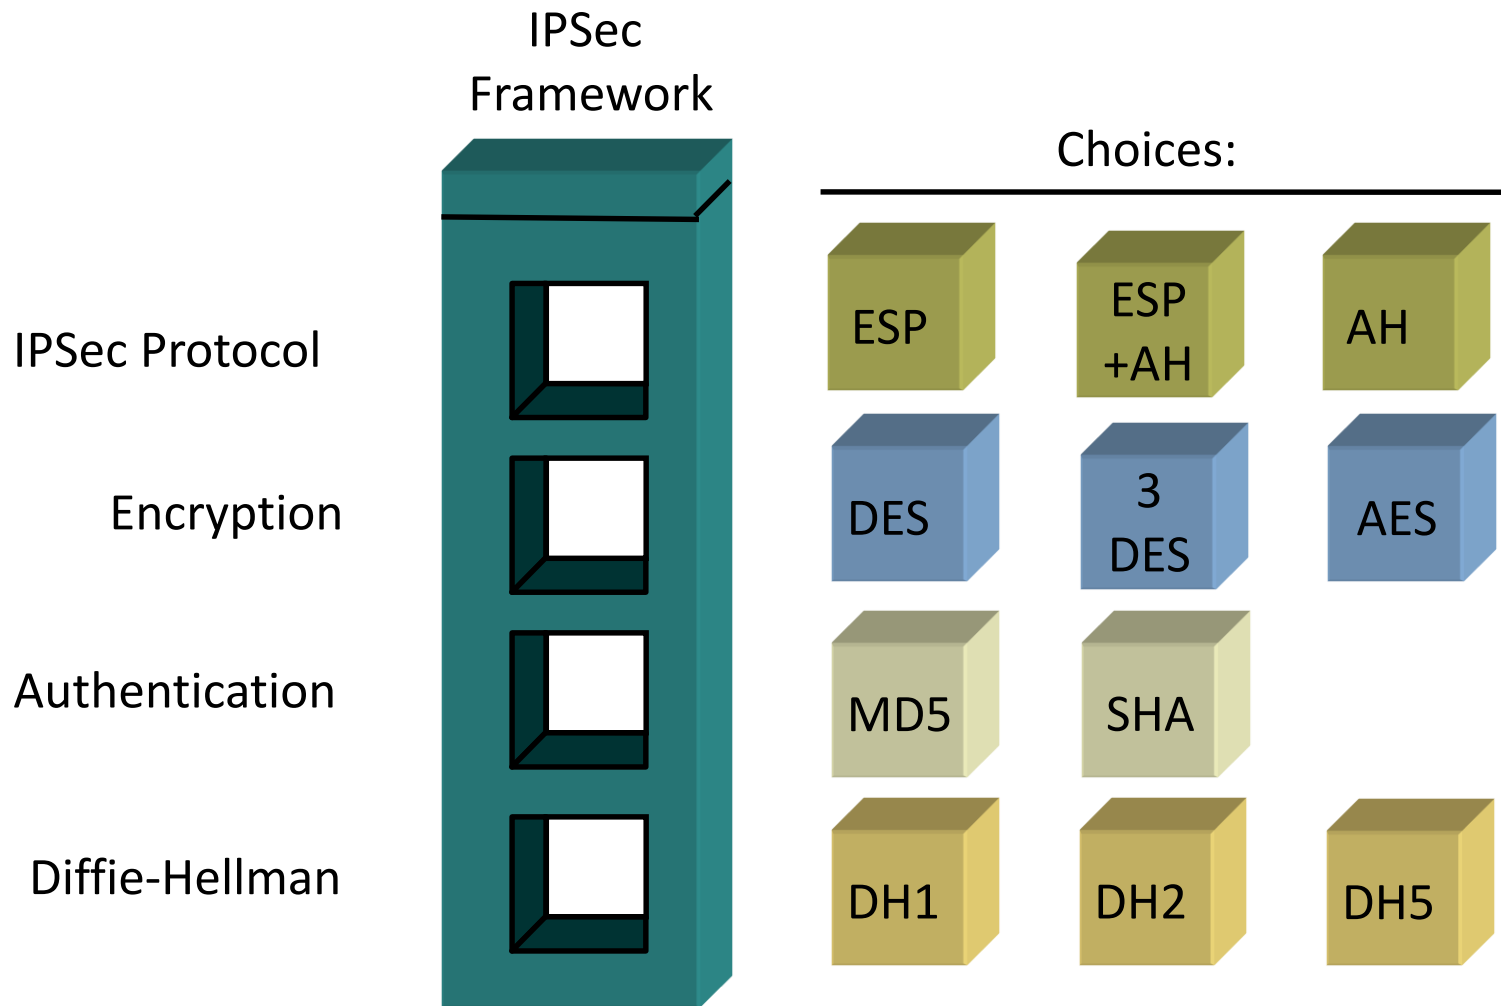 IPSec
Framework
Choices:
IPSec Protocol
ESP
ESP
+AH
AH
Encryption
DES
3
DES
AES
Authentication
MD5
SHA
Diffie-Hellman
DH1
DH2
DH5